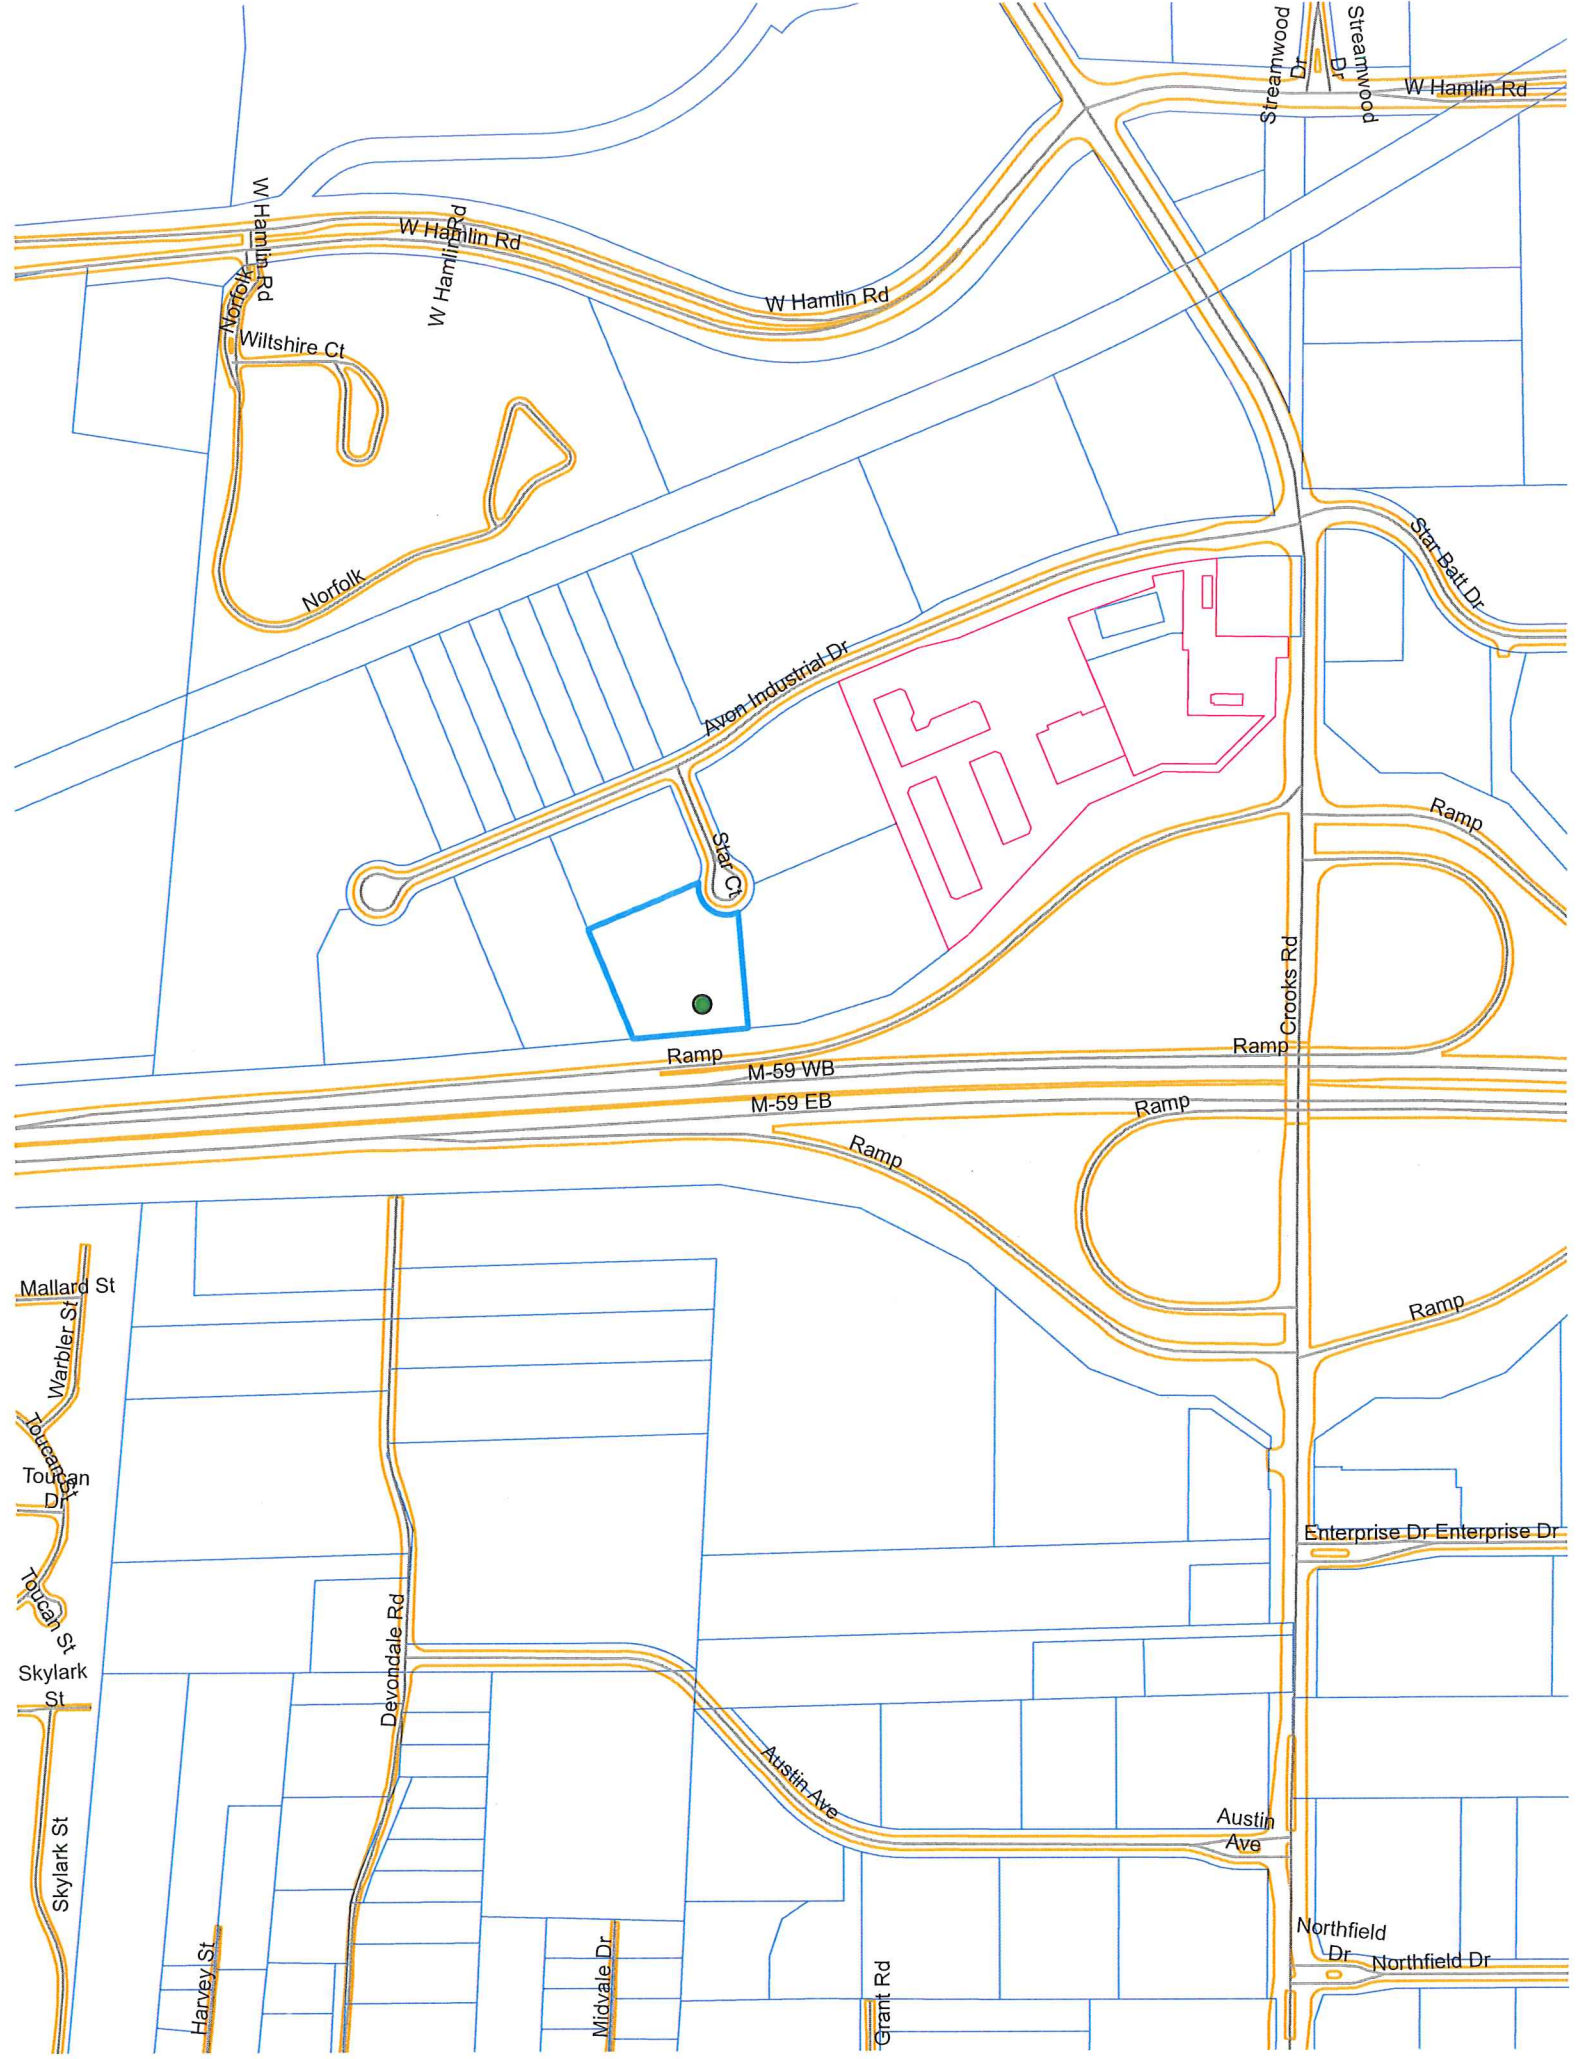 Streamwood
Dr
Streamwood
Dr
W Hamlin Rd
W Hamlin Rd
W Hamlin Rd
W Hamlin Rd
W Hamlin Rd
Norfolk
Wiltshire Ct
Norfolk
Star Batt Dr
Avon Industrial Dr
Star Ct
Ramp
Crooks Rd
Ramp
Ramp
M-59 WB
M-59 EB
Ramp
Ramp
Mallard St
Warbler St
Ramp
Toucan St
Toucan
Dr
Toucan St
Enterprise Dr
Enterprise Dr
Devondale Rd
Skylark
St
Austin Ave
Austin
Ave
Skylark St
Northfield
Dr
Northfield Dr
Harvey St
Midvale Dr
Grant Rd